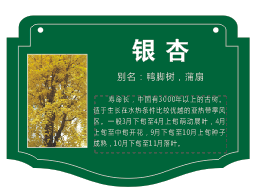 银杏
别名：鸭脚树，蒲扇
寿命长，中国有3000年以上的古树。
适于生长在水热条件比较优越的亚热带季风
区。一般3月下旬至4月上旬萌动展叶，4月
上旬至中旬开花，9月下旬至10月上旬种子
成熟，10月下旬至11月落叶。